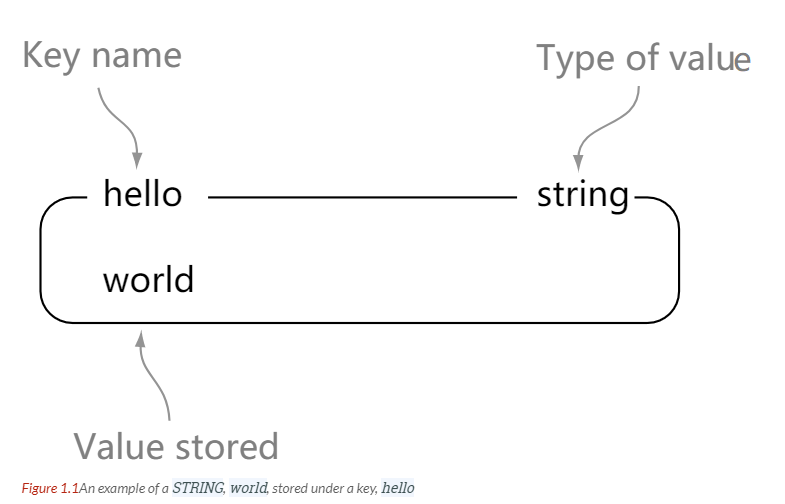 Key name
Type of value
hello
string
world
Value stored
Figure 1.1An example of a STRING, world, stored under a key, hello